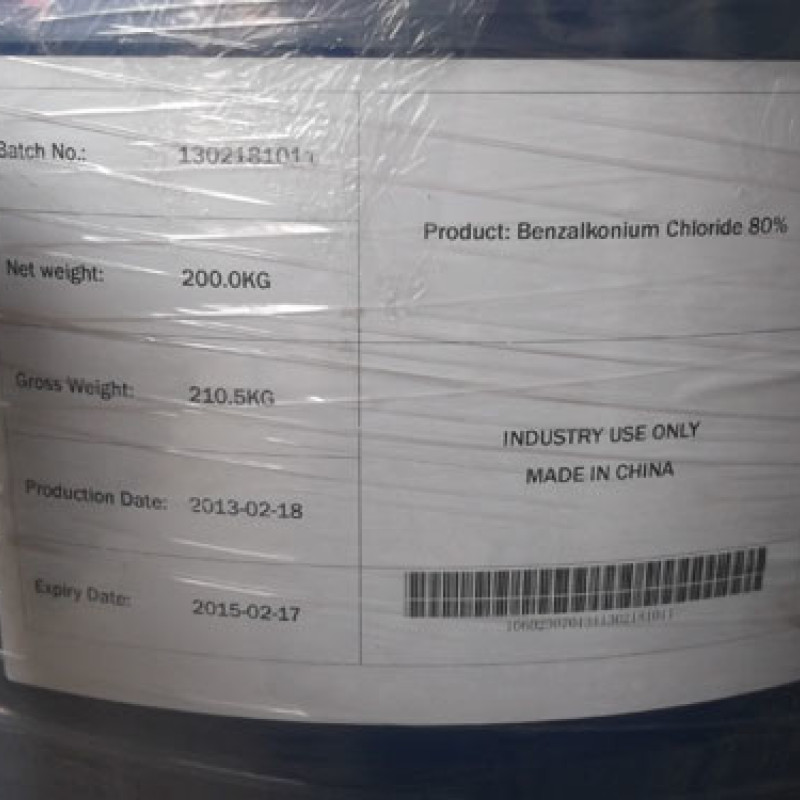 Batch No.: 1302181011
Product: Benzalkonium Chloride 80%
Net weight: 200.0KG
Gross Weight: 210.5KG
INDUSTRY USE ONLY
MADE IN CHINA
Production Date: 2013-02-18
Expiry Date: 2015-02-17